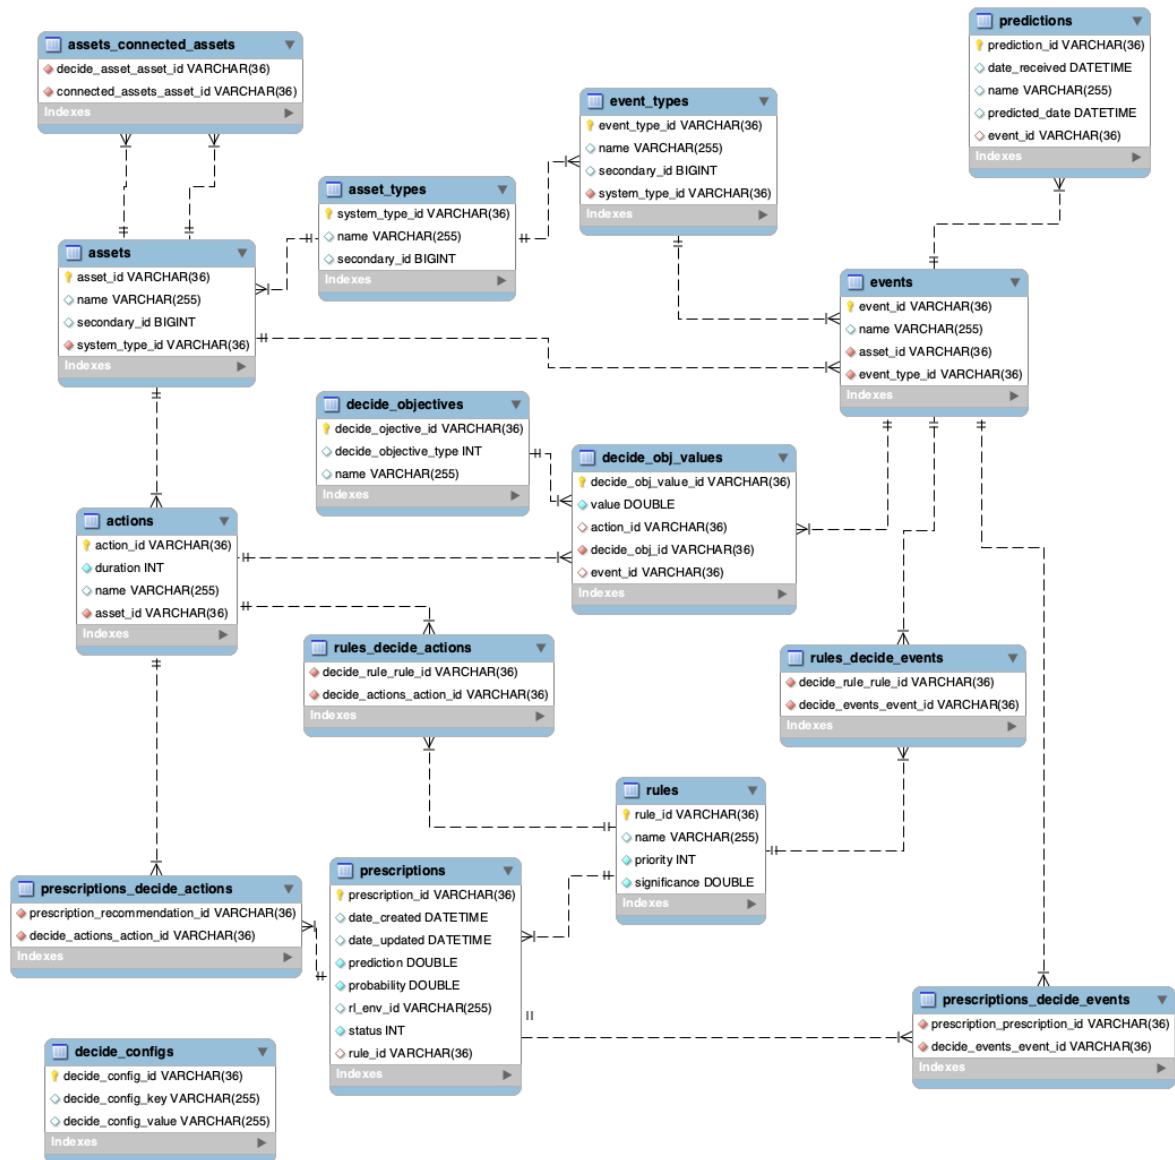 assets_connected_assets
decide_asset_asset_id VARCHAR(36)
connected_assets_asset_id VARCHAR(36)
Indexes
predictions
prediction_id VARCHAR(36)
date_received DATETIME
name VARCHAR(255)
predicted_date DATETIME
event_id VARCHAR(36)
Indexes
event_types
event_type_id VARCHAR(36)
name VARCHAR(255)
secondary_id BIGINT
system_type_id VARCHAR(36)
Indexes
asset_types
system_type_id VARCHAR(36)
name VARCHAR(255)
secondary_id BIGINT
Indexes
assets
asset_id VARCHAR(36)
name VARCHAR(255)
secondary_id BIGINT
system_type_id VARCHAR(36)
Indexes
events
event_id VARCHAR(36)
name VARCHAR(255)
asset_id VARCHAR(36)
event_type_id VARCHAR(36)
Indexes
decide_objectives
decide_ojective_id VARCHAR(36)
decide_objective_type INT
name VARCHAR(255)
Indexes
decide_obj_values
decide_obj_value_id VARCHAR(36)
value DOUBLE
action_id VARCHAR(36)
decide_obj_id VARCHAR(36)
event_id VARCHAR(36)
Indexes
actions
action_id VARCHAR(36)
duration INT
name VARCHAR(255)
asset_id VARCHAR(36)
Indexes
rules_decide_actions
decide_rule_rule_id VARCHAR(36)
decide_actions_action_id VARCHAR(36)
Indexes
rules_decide_events
decide_rule_rule_id VARCHAR(36)
decide_events_event_id VARCHAR(36)
Indexes
rules
rule_id VARCHAR(36)
name VARCHAR(255)
priority INT
significance DOUBLE
Indexes
prescriptions_decide_actions
prescription_recommendation_id VARCHAR(36)
decide_actions_action_id VARCHAR(36)
Indexes
prescriptions
prescription_id VARCHAR(36)
date_created DATETIME
date_updated DATETIME
prediction DOUBLE
probability DOUBLE
rl_env_id VARCHAR(255)
status INT
rule_id VARCHAR(36)
Indexes
prescriptions_decide_events
prescription_prescription_id VARCHAR(36)
decide_events_event_id VARCHAR(36)
Indexes
decide_configs
decide_config_id VARCHAR(36)
decide_config_key VARCHAR(255)
decide_config_value VARCHAR(255)
Indexes